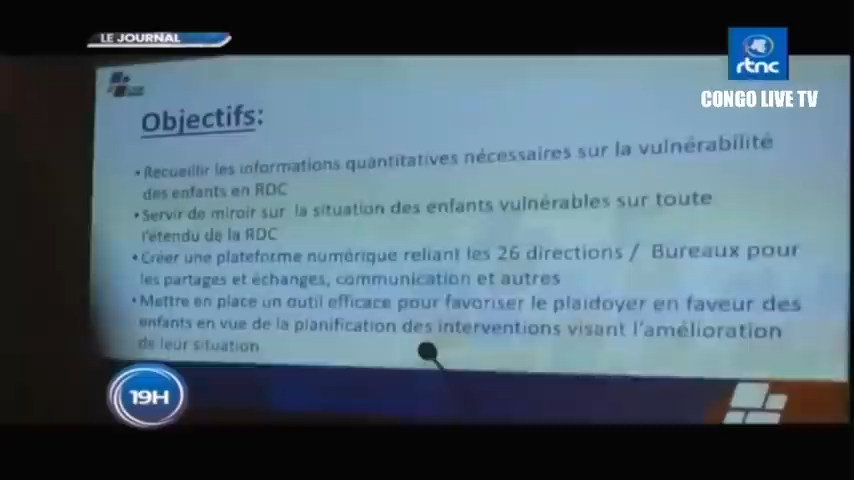 LE JOURNAL
rtnc
CONGO LIVE TV
Objectifs:
• Recueillir les informations quantitatives nécessaires sur la vulnérabilité
des enfants en RDC
• Servir de miroir sur la situation des enfants vulnérables sur toute
l'étendu de la RDC
• Créer une plateforme numérique reliant les 26 directions / Bureaux pour
les partages et échanges, communication et autres
• Mettre en place un outil efficace pour favoriser le plaidoyer en faveur des
enfants en vue de la planification des interventions visant l'amélioration
de leur situation
19H